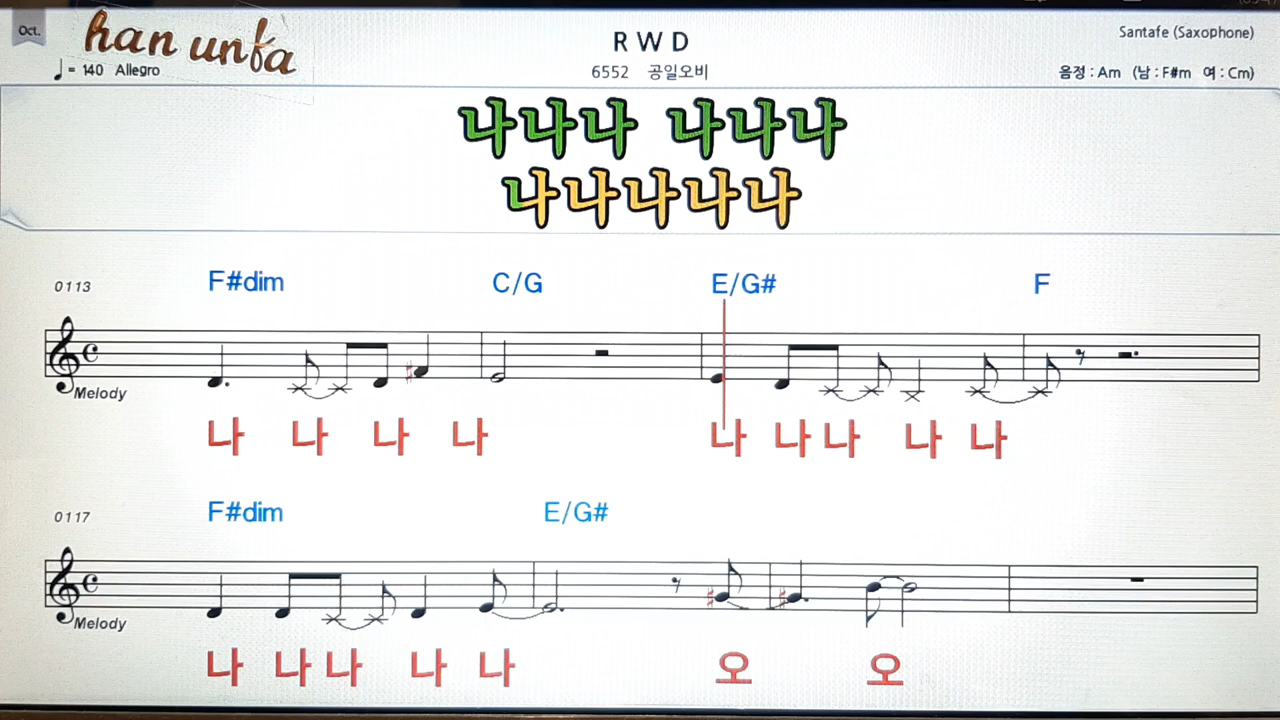 Oct.
han unfa
R W D
Santafe (Saxophone)
= 140 Allegro
6552 공일오비
음정 : Am (남 : F#m 여 : Cm)
나나나 나나나
나나나나나
0113 F#dim C/G E/G# F
Melody
나 나 나 나 나 나 나 나 나
0117 F#dim E/G#
Melody
나 나 나 나 나 오 오